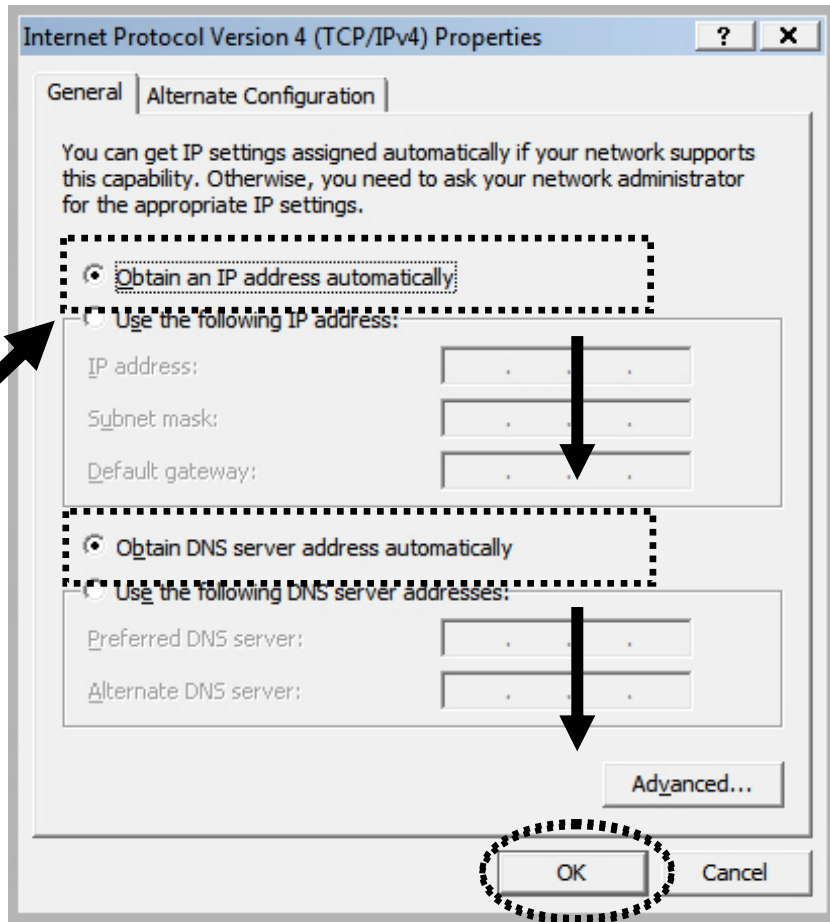 Internet Protocol Version 4 (TCP/IPv4) Properties
General
Alternate Configuration
You can get IP settings assigned automatically if your network supports
this capability. Otherwise, you need to ask your network administrator
for the appropriate IP settings.
Obtain an IP address automatically
Use the following IP address:
IP address:
Subnet mask:
Default gateway:
Obtain DNS server address automatically
Use the following DNS server addresses:
Preferred DNS server:
Alternate DNS server:
Advanced...
OK
Cancel